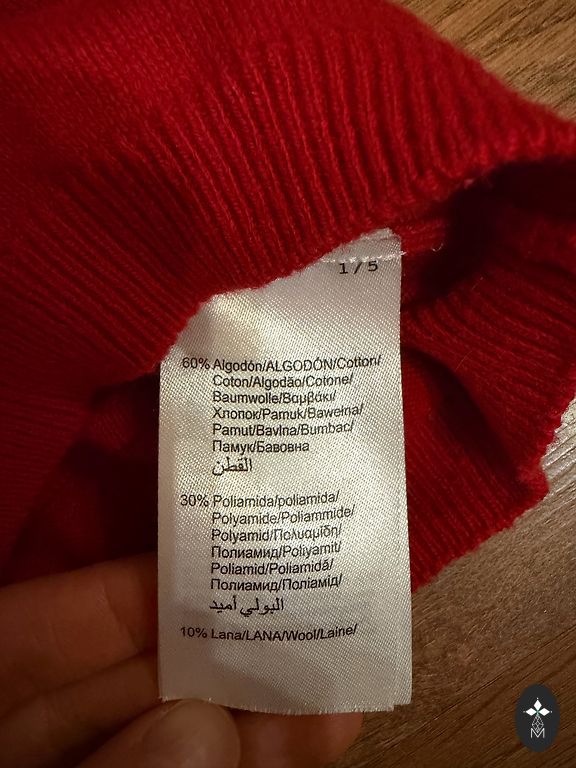 1/5
60% Algodón/ALGODÓN/Cotton/
Coton/Algodão/Cotone/
Baumwolle/Βαμβάκι/
Хлопок/Pamuk/Bawełna/
Pamut/Bavlna/Bumbac/
Памук/Бавовна
القطن
30% Poliamida/poliamida/
Polyamide/Poliammide/
Polyamid/Πολυαμίδη/
Полиамид/Poliyamit/
Poliamid/Poliamidă/
Полиамид/Поліамід/
البولي أميد
10% Lana/LANA/Wool/Laine/
M